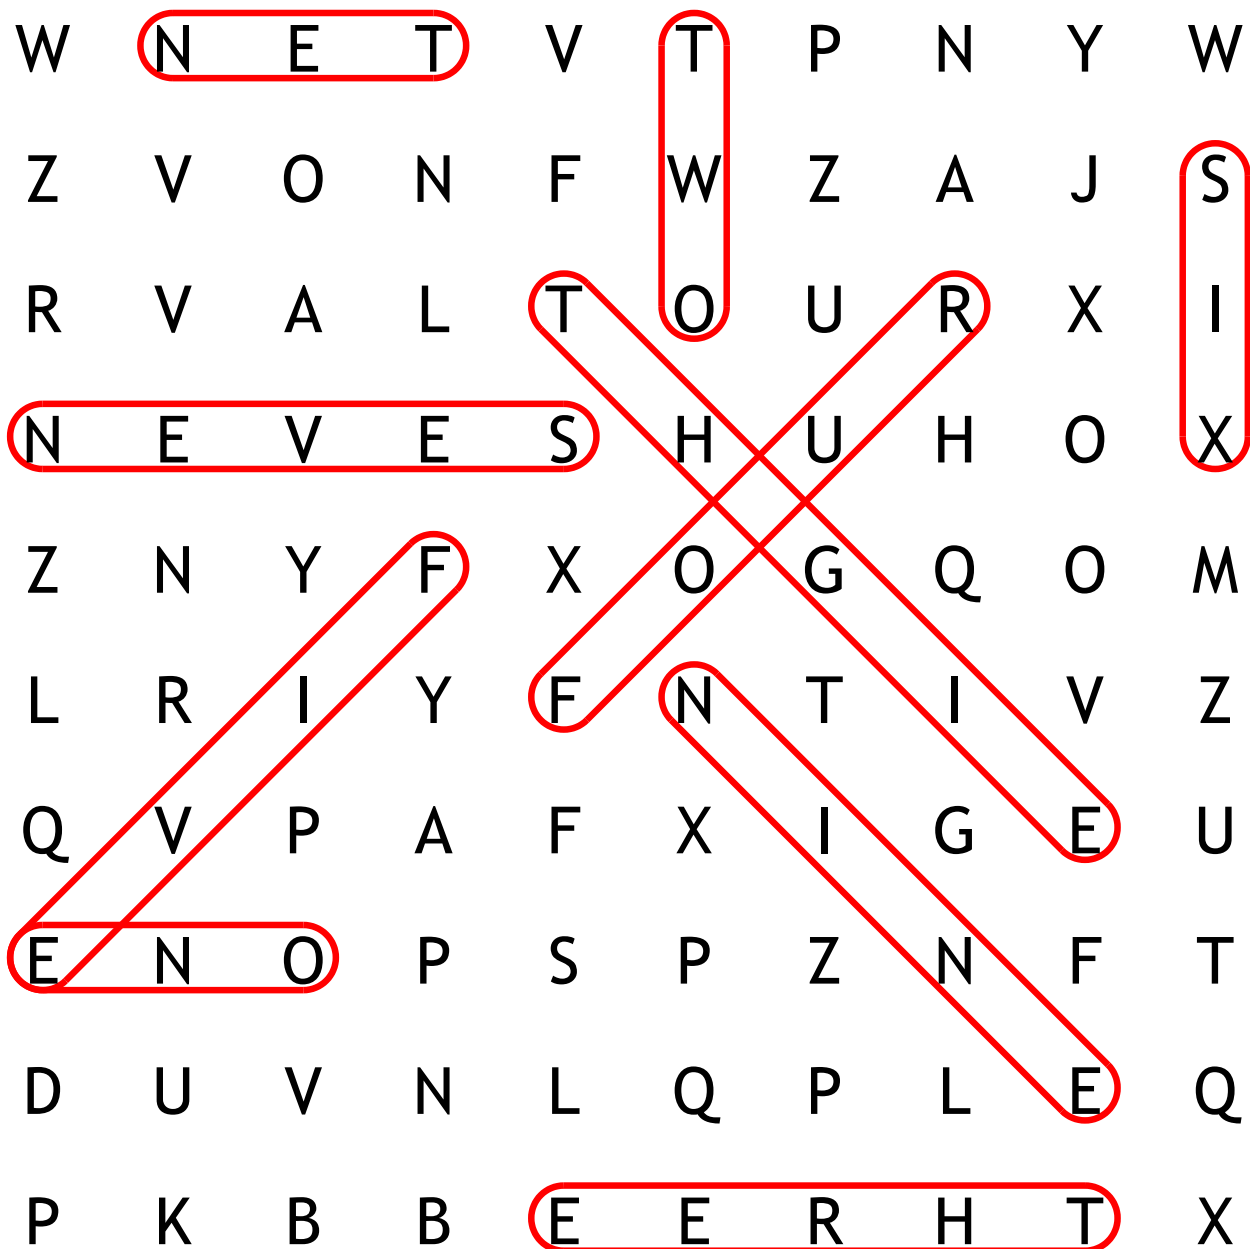 W N E T V T P N Y W
Z V O N F W Z A J S
R V A L T O U R X I
N E V E S H U H O X
Z N Y F X O G Q O M
L R I Y F N T I V Z
Q V P A F X I G E U
E N O P S P Z N F T
D U V N L Q P L E Q
P K B B E E R H T X